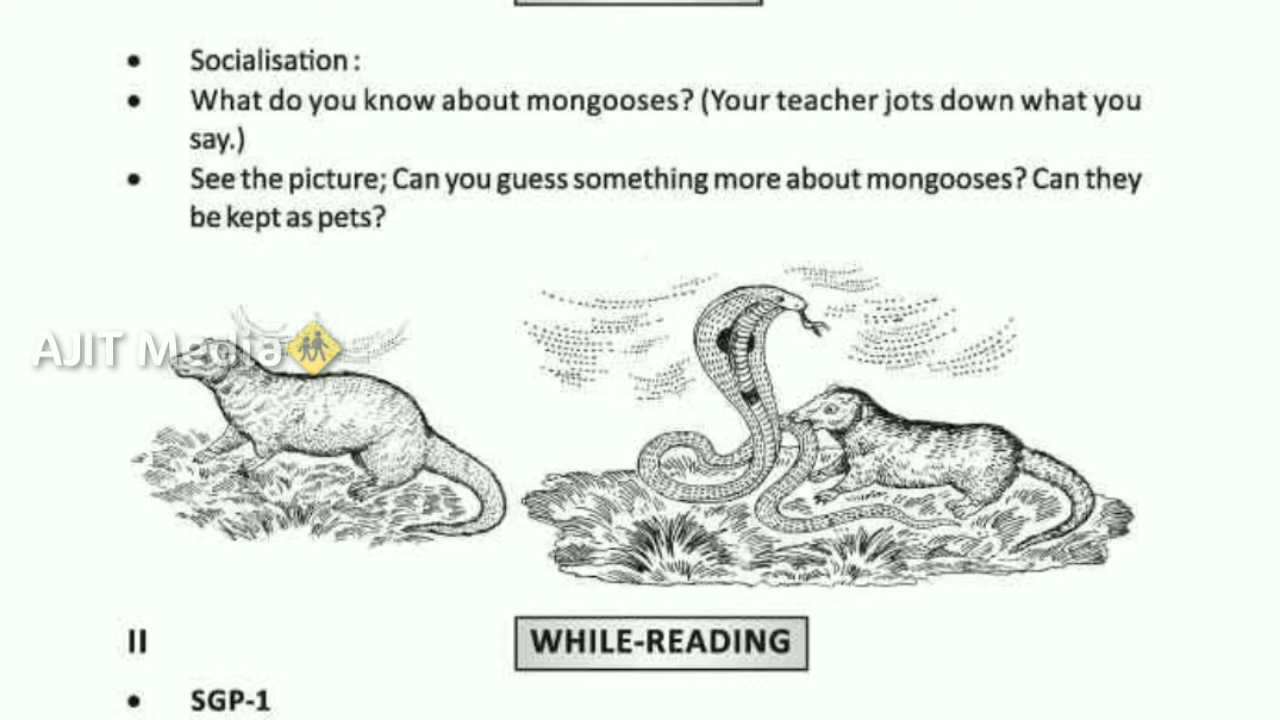 • Socialisation :
• What do you know about mongooses? (Your teacher jots down what you
say.)
• See the picture; Can you guess something more about mongooses? Can they
be kept as pets?
AJIT Media
II
WHILE-READING
• SGP-1